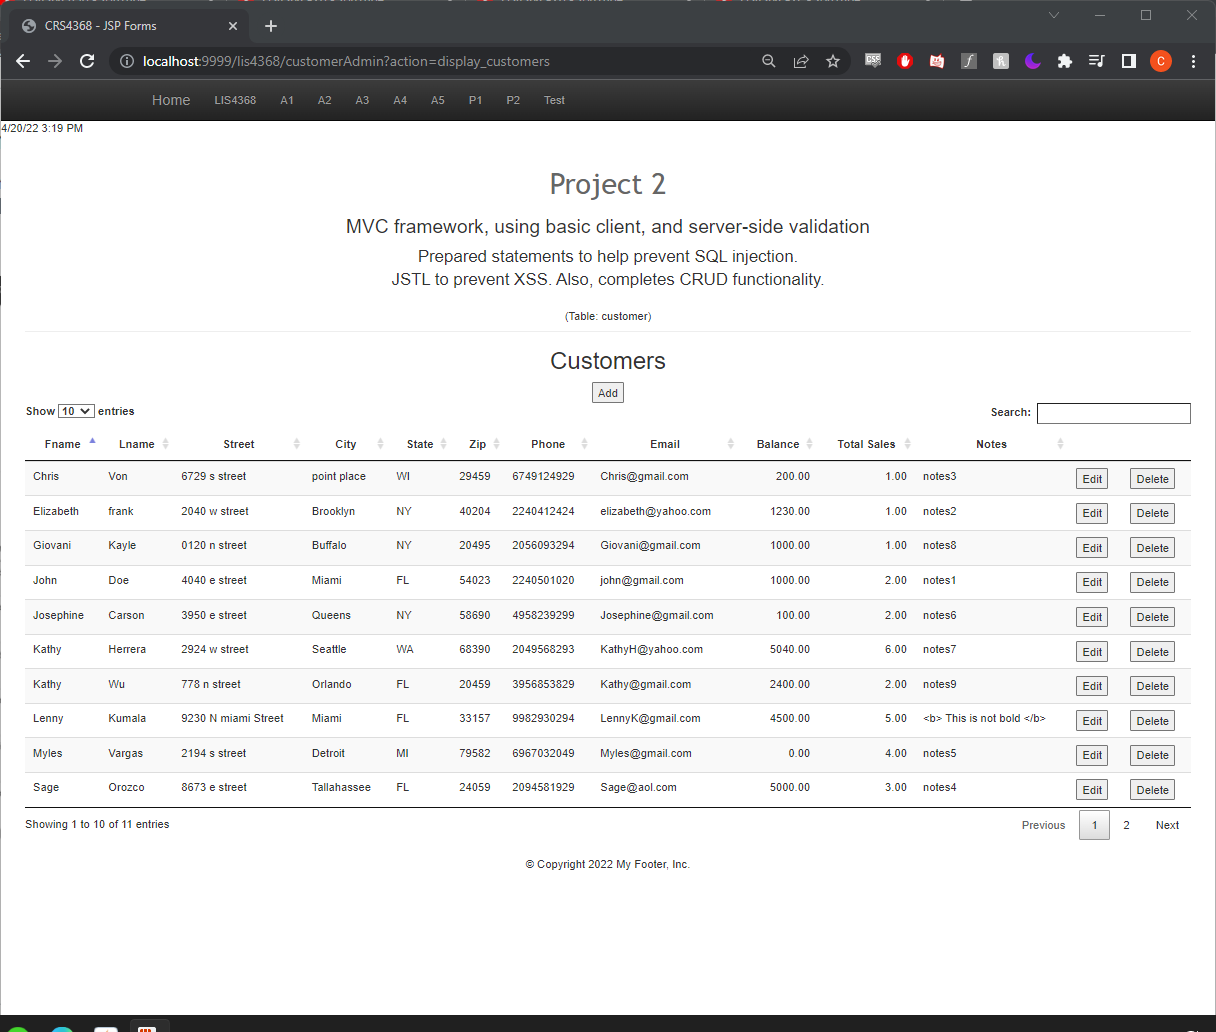 CRS4368 - JSP Forms
localhost:9999/lis4368/customerAdmin?action=display_customers
Home LIS4368 A1 A2 A3 A4 A5 P1 P2 Test
4/20/22 3:19 PM
Project 2
MVC framework, using basic client, and server-side validation
Prepared statements to help prevent SQL injection.
JSTL to prevent XSS. Also, completes CRUD functionality.
(Table: customer)
Customers
Add
Show 10 entries Search:
Fname Lname Street City State Zip Phone Email Balance Total Sales Notes
Chris Von 6729 s street point place WI 29459 6749124929 Chris@gmail.com 200.00 1.00 notes3 Edit Delete
Elizabeth frank 2040 w street Brooklyn NY 40204 2240412424 elizabeth@yahoo.com 1230.00 1.00 notes2 Edit Delete
Giovani Kayle 0120 n street Buffalo NY 20495 2056093294 Giovani@gmail.com 1000.00 1.00 notes8 Edit Delete
John Doe 4040 e street Miami FL 54023 2240501020 john@gmail.com 1000.00 2.00 notes1 Edit Delete
Josephine Carson 3950 e street Queens NY 58690 4958239299 Josephine@gmail.com 100.00 2.00 notes6 Edit Delete
Kathy Herrera 2924 w street Seattle WA 68390 2049568293 KathyH@yahoo.com 5040.00 6.00 notes7 Edit Delete
Kathy Wu 778 n street Orlando FL 20459 3956853829 Kathy@gmail.com 2400.00 2.00 notes9 Edit Delete
Lenny Kumala 9230 N miami Street Miami FL 33157 9982930294 LennyK@gmail.com 4500.00 5.00 <b> This is not bold </b> Edit Delete
Myles Vargas 2194 s street Detroit MI 79582 6967032049 Myles@gmail.com 0.00 4.00 notes5 Edit Delete
Sage Orozco 8673 e street Tallahassee FL 24059 2094581929 Sage@aol.com 5000.00 3.00 notes4 Edit Delete
Showing 1 to 10 of 11 entries Previous 1 2 Next
© Copyright 2022 My Footer, Inc.